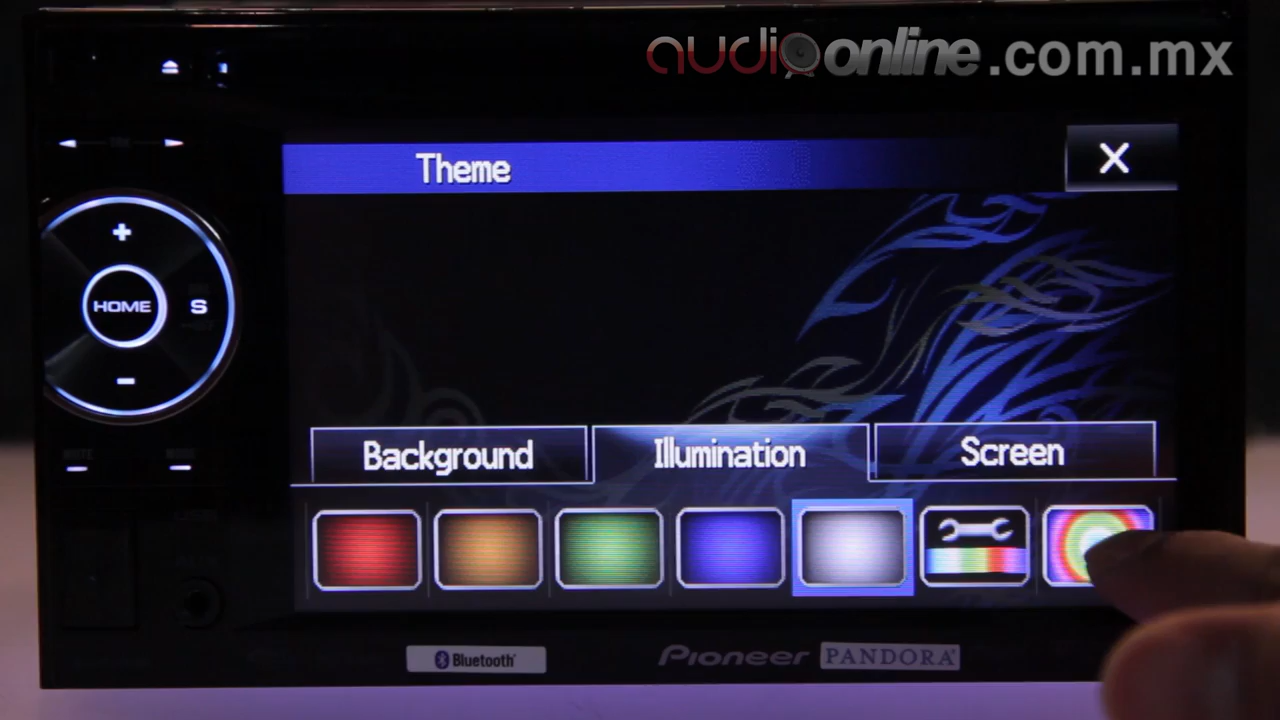 audioonline.com.mx
Theme
X
+
HOME
S
-
Background
Illumination
Screen
Bluetooth
Pioneer
PANDORA